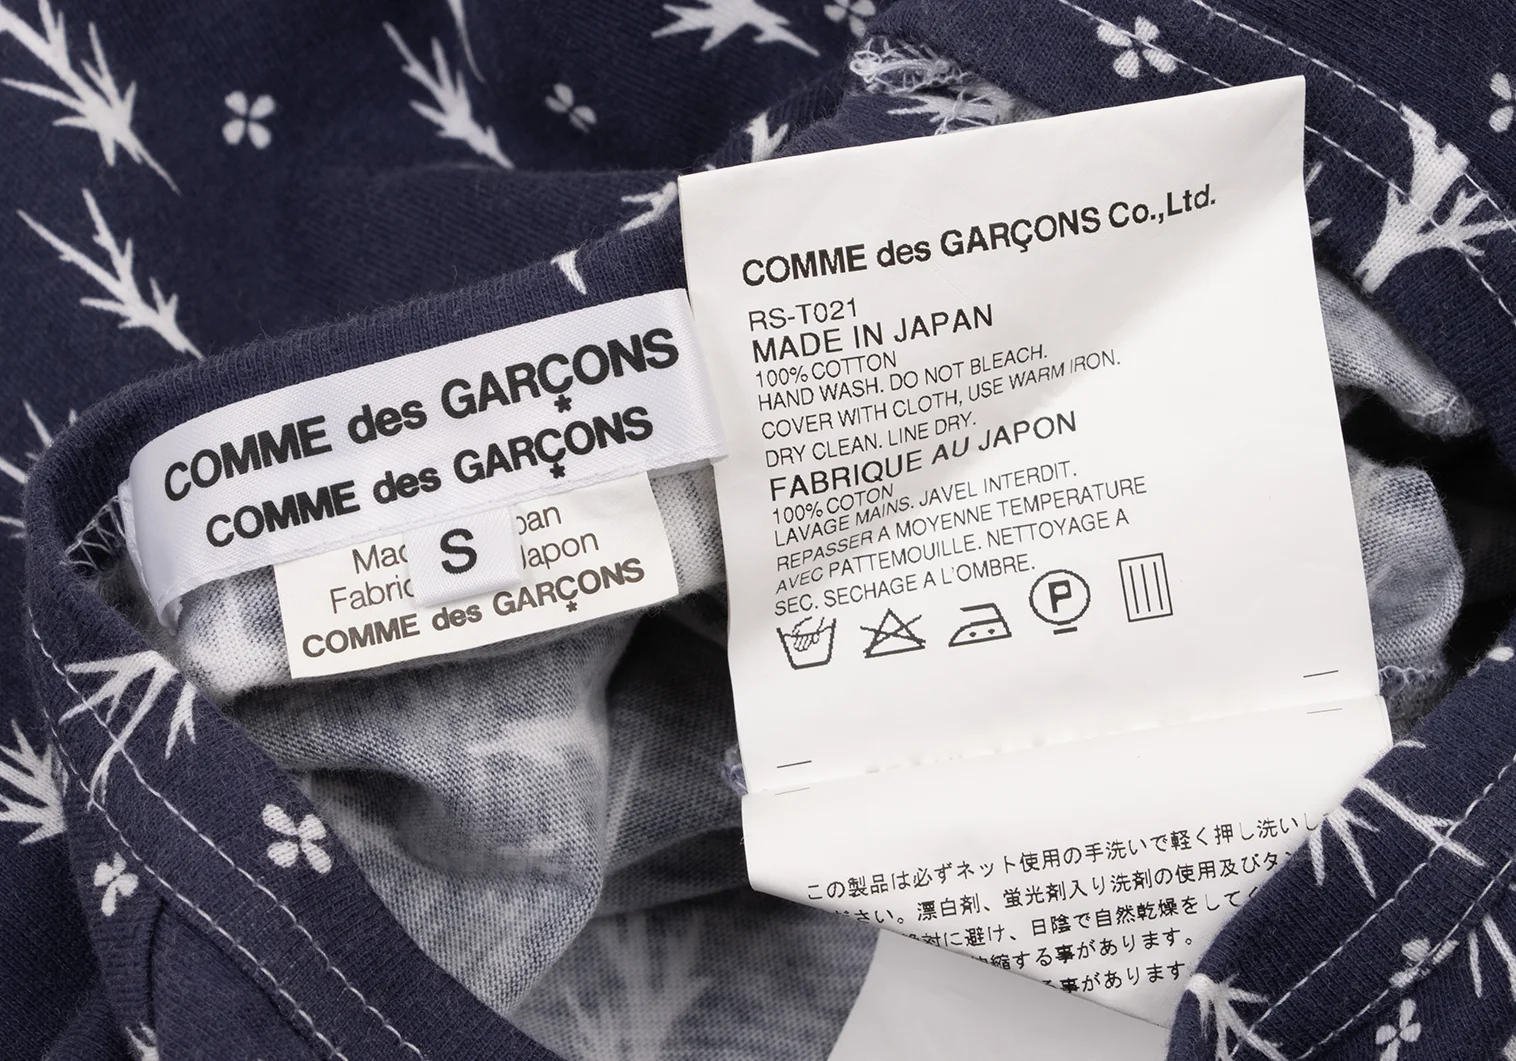 COMME des GARÇONS
COMME des GARÇONS
S
Japon
COMME des GARÇONS
COMME des GARÇONS Co.,Ltd.
RS-T021
MADE IN JAPAN
100% COTTON
HAND WASH. DO NOT BLEACH.
COVER WITH CLOTH, USE WARM IRON.
DRY CLEAN. LINE DRY.
FABRIQUE AU JAPON
100% COTON
LAVAGE MAINS. JAVEL INTERDIT.
REPASSER A MOYENNE TEMPERATURE
AVEC PATTEMOUILLE. NETTOYAGE A
SEC. SECHAGE A L'OMBRE.
P
この製品は必ずネット使用の手洗いで軽く押し洗いし
ださい。漂白剤、蛍光剤入り洗剤の使用及びタン
絶対に避け、日陰で自然乾燥をして
縮する事があります。
事があります